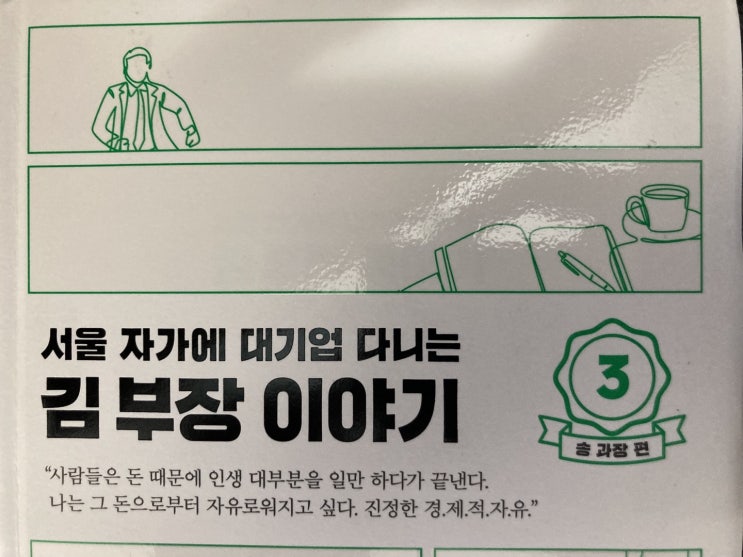 서울 자가에 대기업 다니는
김 부장 이야기
3
송 과장 편
“사람들은 돈 때문에 인생 대부분을 일만 하다가 끝낸다.
나는 그 돈으로부터 자유로워지고 싶다. 진정한 경.제.적.자.유.”